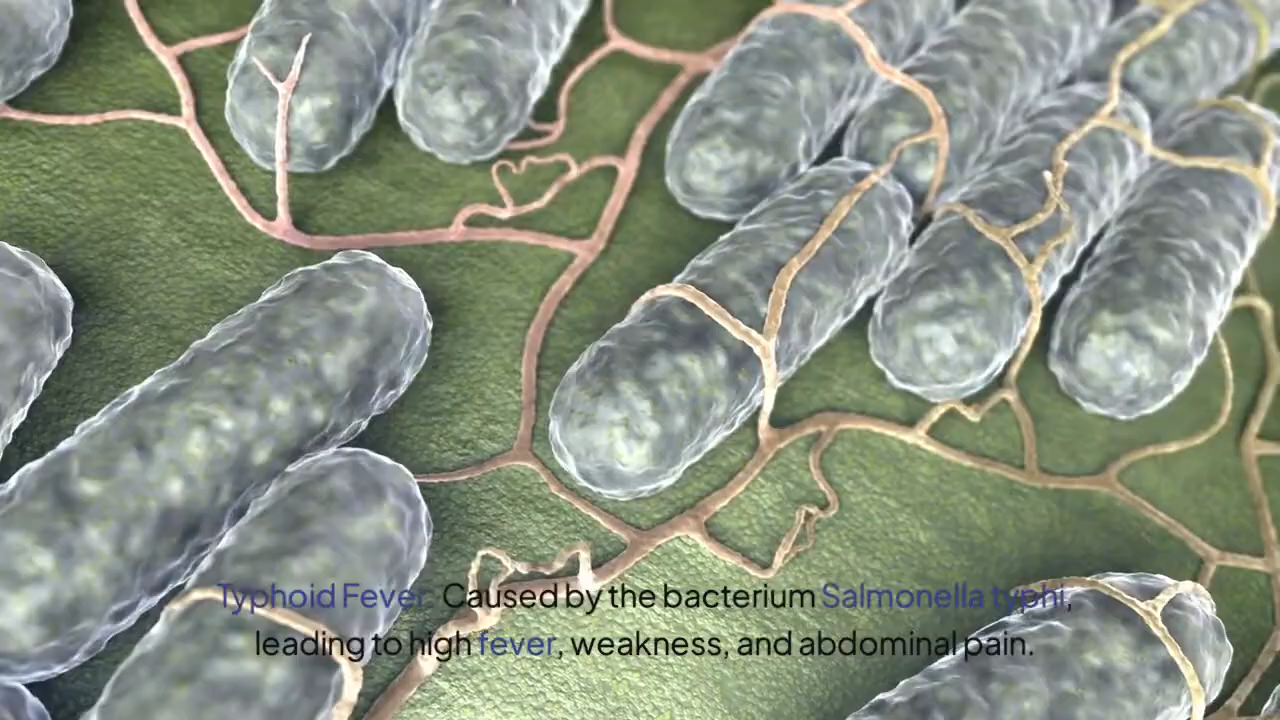 Typhoid Fever: Caused by the bacterium Salmonella typhi,
leading to high fever, weakness, and abdominal pain.